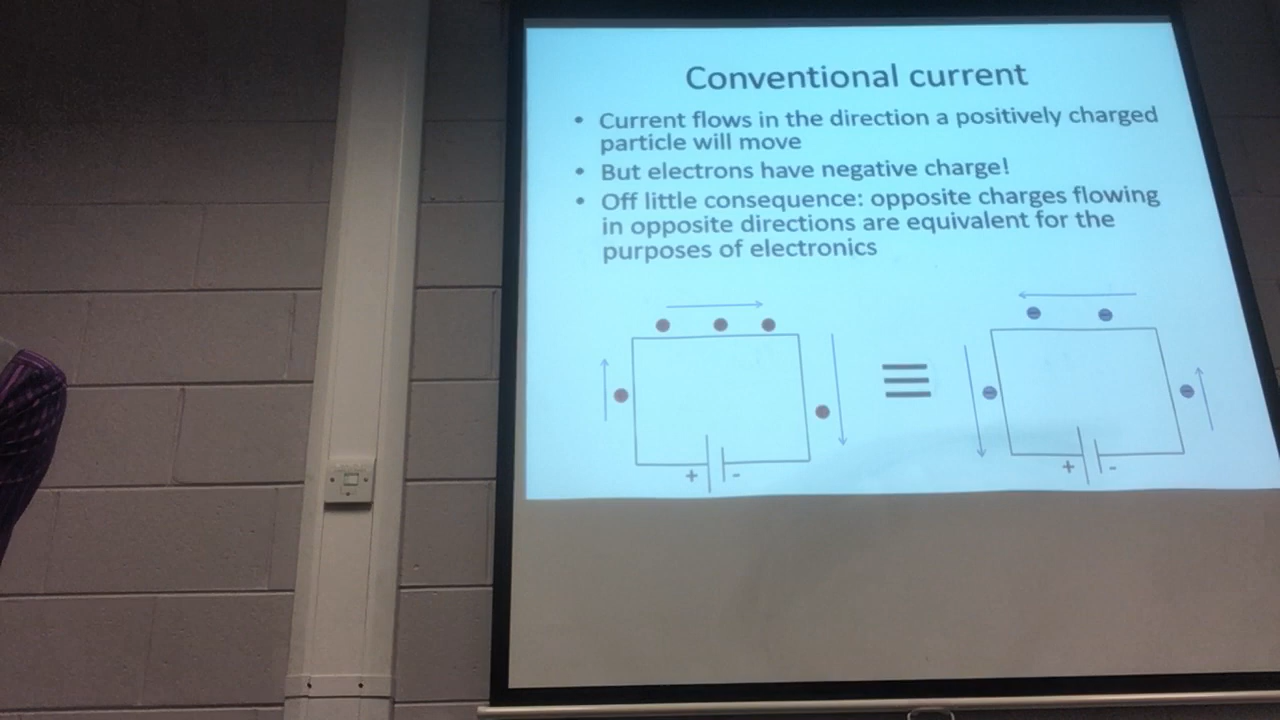 Conventional current
• Current flows in the direction a positively charged
particle will move
• But electrons have negative charge!
• Off little consequence: opposite charges flowing
in opposite directions are equivalent for the
purposes of electronics
+ -
+ -